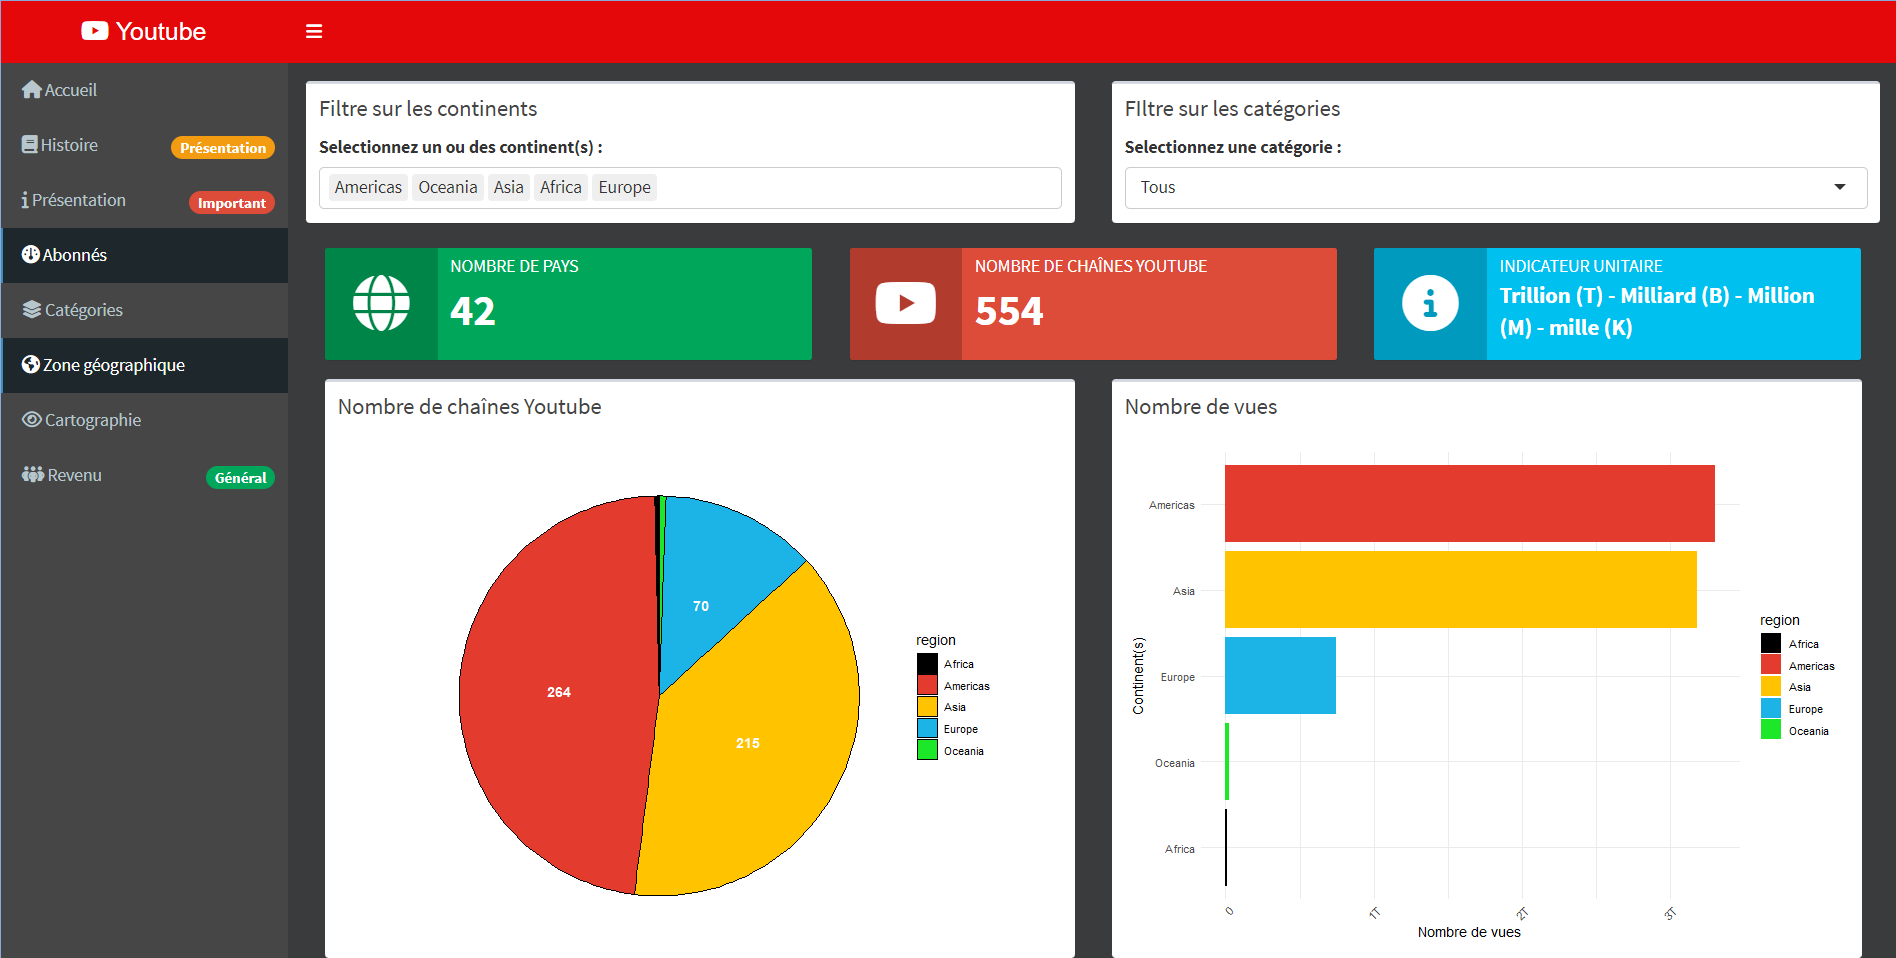 Youtube
Accueil
Histoire
Présentation
Présentation
Important
Abonnés
Catégories
Zone géographique
Cartographie
Revenu
Général
Filtre sur les continents
Selectionnez un ou des continent(s) :
Americas Oceania Asia Africa Europe
FIltre sur les catégories
Selectionnez une catégorie :
Tous
NOMBRE DE PAYS
42
NOMBRE DE CHAÎNES YOUTUBE
554
INDICATEUR UNITAIRE
Trillion (T) - Milliard (B) - Million
(M) - mille (K)
Nombre de chaînes Youtube
70
264
215
region
Africa
Americas
Asia
Europe
Oceania
Nombre de vues
Continent(s)
Americas
Asia
Europe
Oceania
Africa
0 1T 2T 3T
Nombre de vues
region
Africa
Americas
Asia
Europe
Oceania